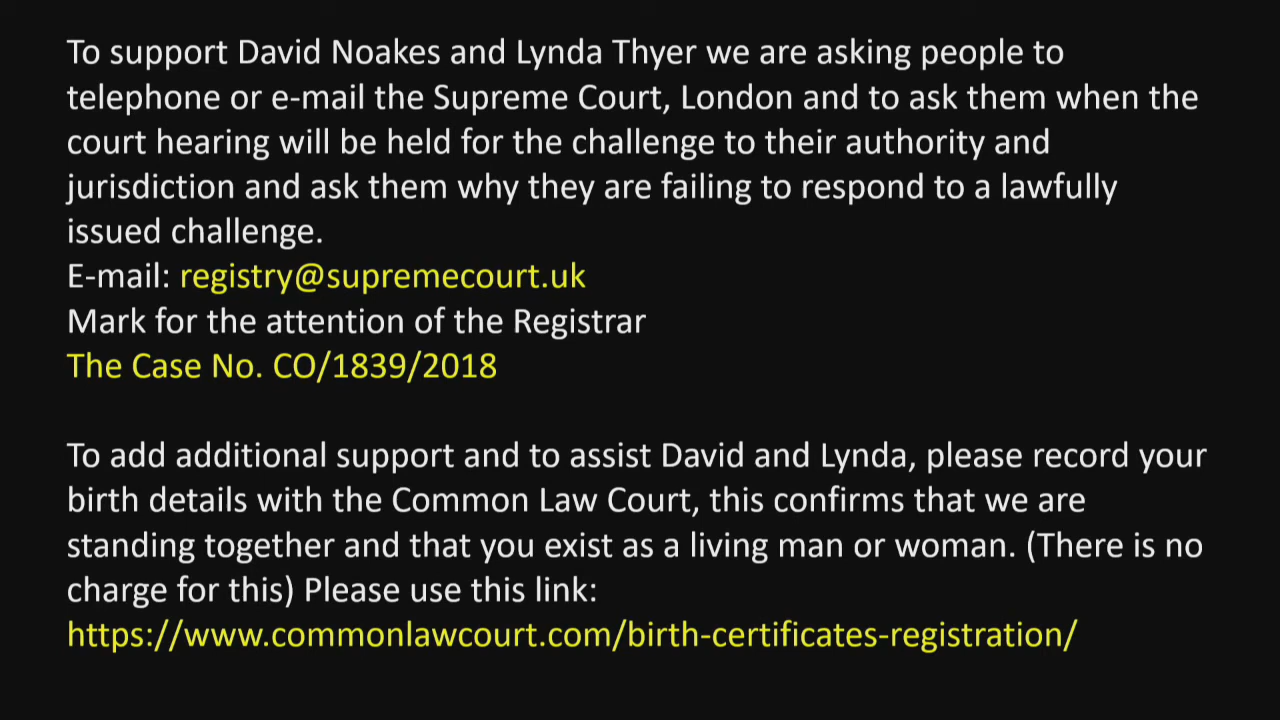 To support David Noakes and Lynda Thyer we are asking people to
telephone or e-mail the Supreme Court, London and to ask them when the
court hearing will be held for the challenge to their authority and
jurisdiction and ask them why they are failing to respond to a lawfully
issued challenge.
E-mail: registry@supremecourt.uk
Mark for the attention of the Registrar
The Case No. CO/1839/2018
To add additional support and to assist David and Lynda, please record your
birth details with the Common Law Court, this confirms that we are
standing together and that you exist as a living man or woman. (There is no
charge for this) Please use this link:
https://www.commonlawcourt.com/birth-certificates-registration/